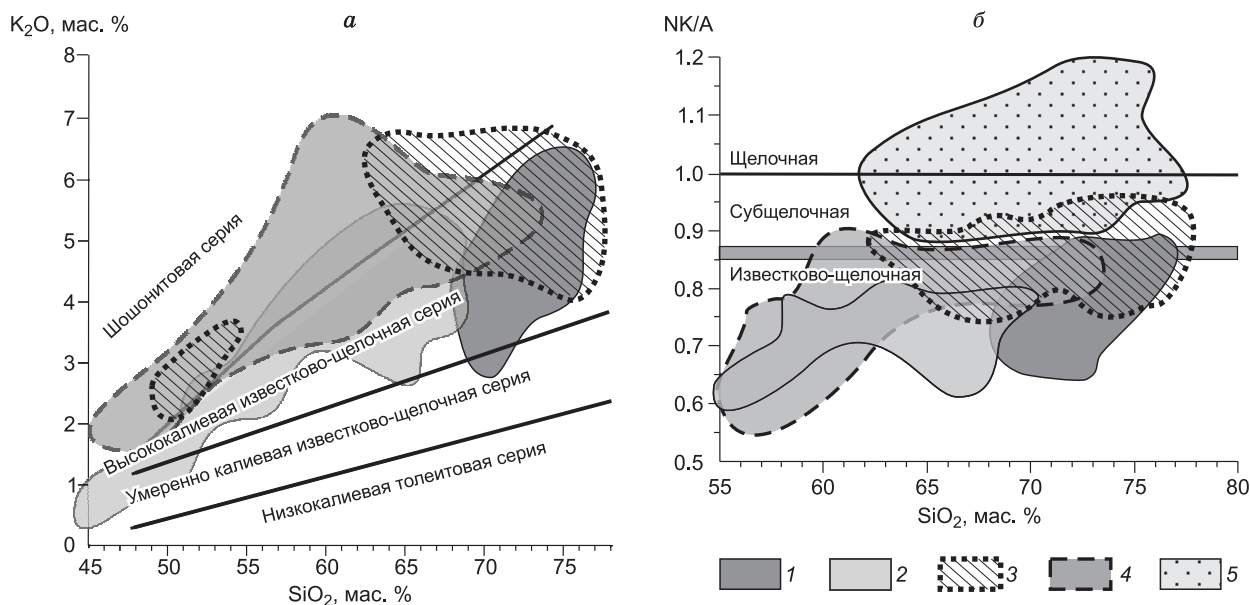 K2O, мас. %
а
8
7
6
5
4
3
2
1
0
45
50
55
60
65
70
75
SiO2, мас. %
Шошонитовая серия
Высококалиевая известково-щелочная серия
Умеренно калиевая известково-щелочная серия
Низкокалиевая толеитовая серия
NK/A
б
1.2
1.1
1.0
0.9
0.8
0.7
0.6
0.5
55
60
65
70
75
80
SiO2, мас. %
Щелочная
Субщелочная
Известково-щелочная
1
2
3
4
5